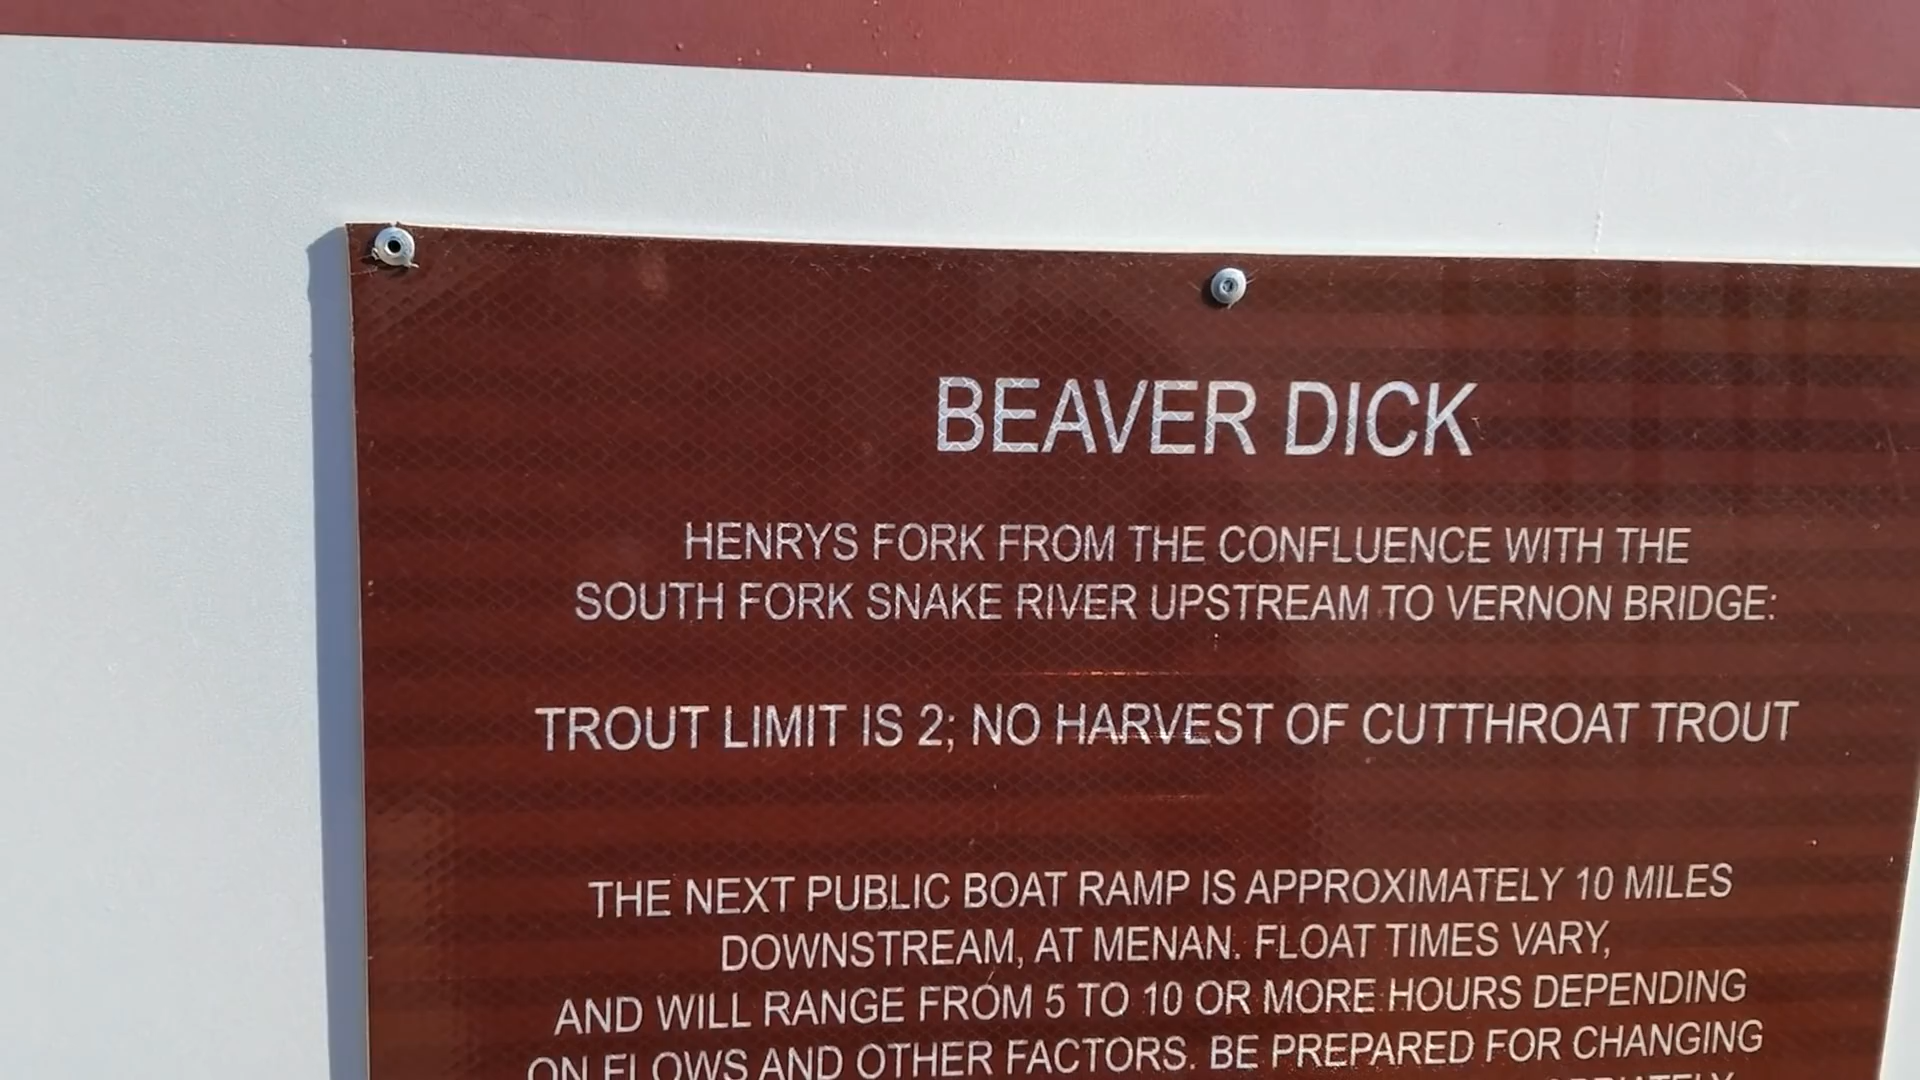 BEAVER DICK
HENRYS FORK FROM THE CONFLUENCE WITH THE
SOUTH FORK SNAKE RIVER UPSTREAM TO VERNON BRIDGE:
TROUT LIMIT IS 2; NO HARVEST OF CUTTHROAT TROUT
THE NEXT PUBLIC BOAT RAMP IS APPROXIMATELY 10 MILES
DOWNSTREAM, AT MENAN. FLOAT TIMES VARY,
AND WILL RANGE FROM 5 TO 10 OR MORE HOURS DEPENDING
ON FLOWS AND OTHER FACTORS. BE PREPARED FOR CHANGING